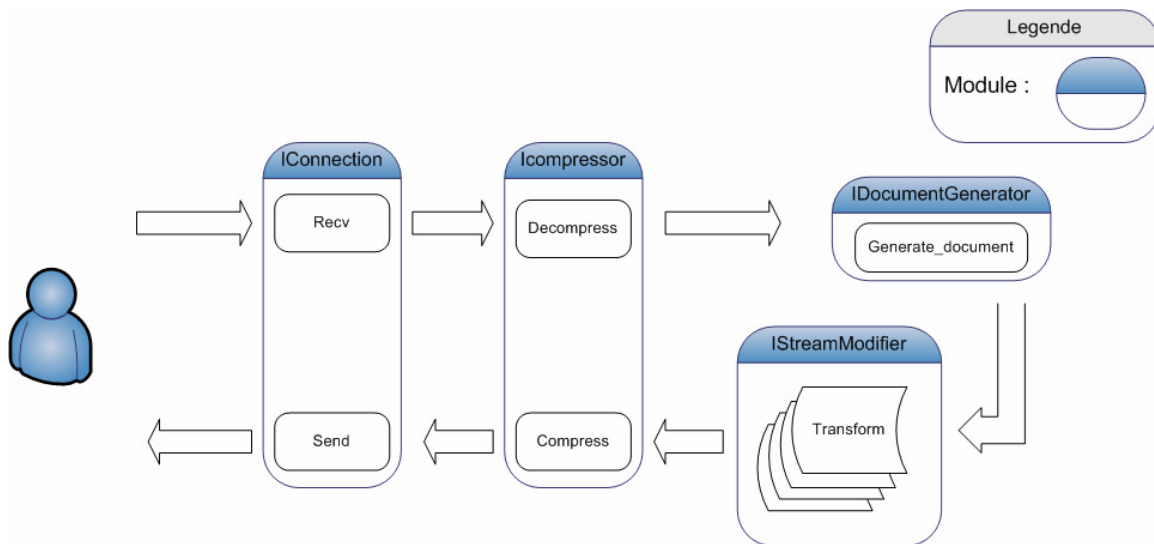 Legende
Module :
IConnection
Icompressor
IDocumentGenerator
Recv
Decompress
Generate_document
IStreamModifier
Transform
Send
Compress